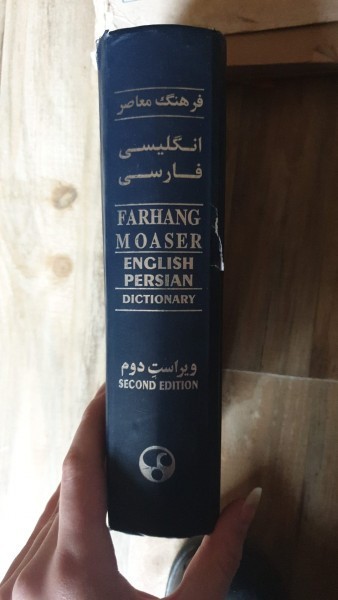 فرهنگ معاصر
انگلیسی
فارسی
FARHANG
MOASER
ENGLISH
PERSIAN
DICTIONARY
ویراستِ دوم
SECOND EDITION